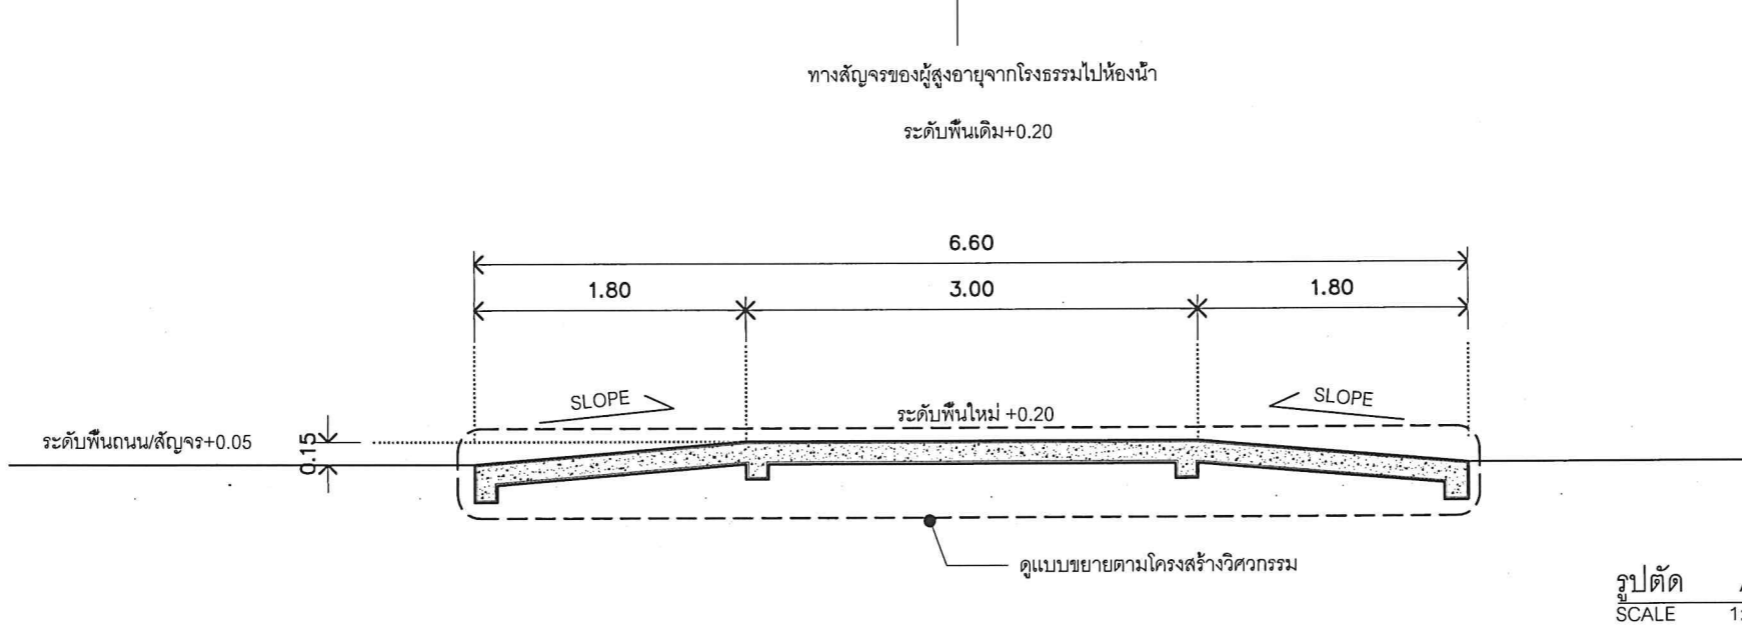 ทางสัญจรของผู้สูงอายุจากโรงธรรมไปห้องน้ำ
ระดับพื้นเดิม+0.20
6.60
1.80
3.00
1.80
SLOPE
SLOPE
ระดับพื้นใหม่ +0.20
ระดับพื้นถนน/สัญจร+0.05
0.15
ดูแบบขยายตามโครงสร้างวิศวกรรม
รูปตัด
SCALE 1: